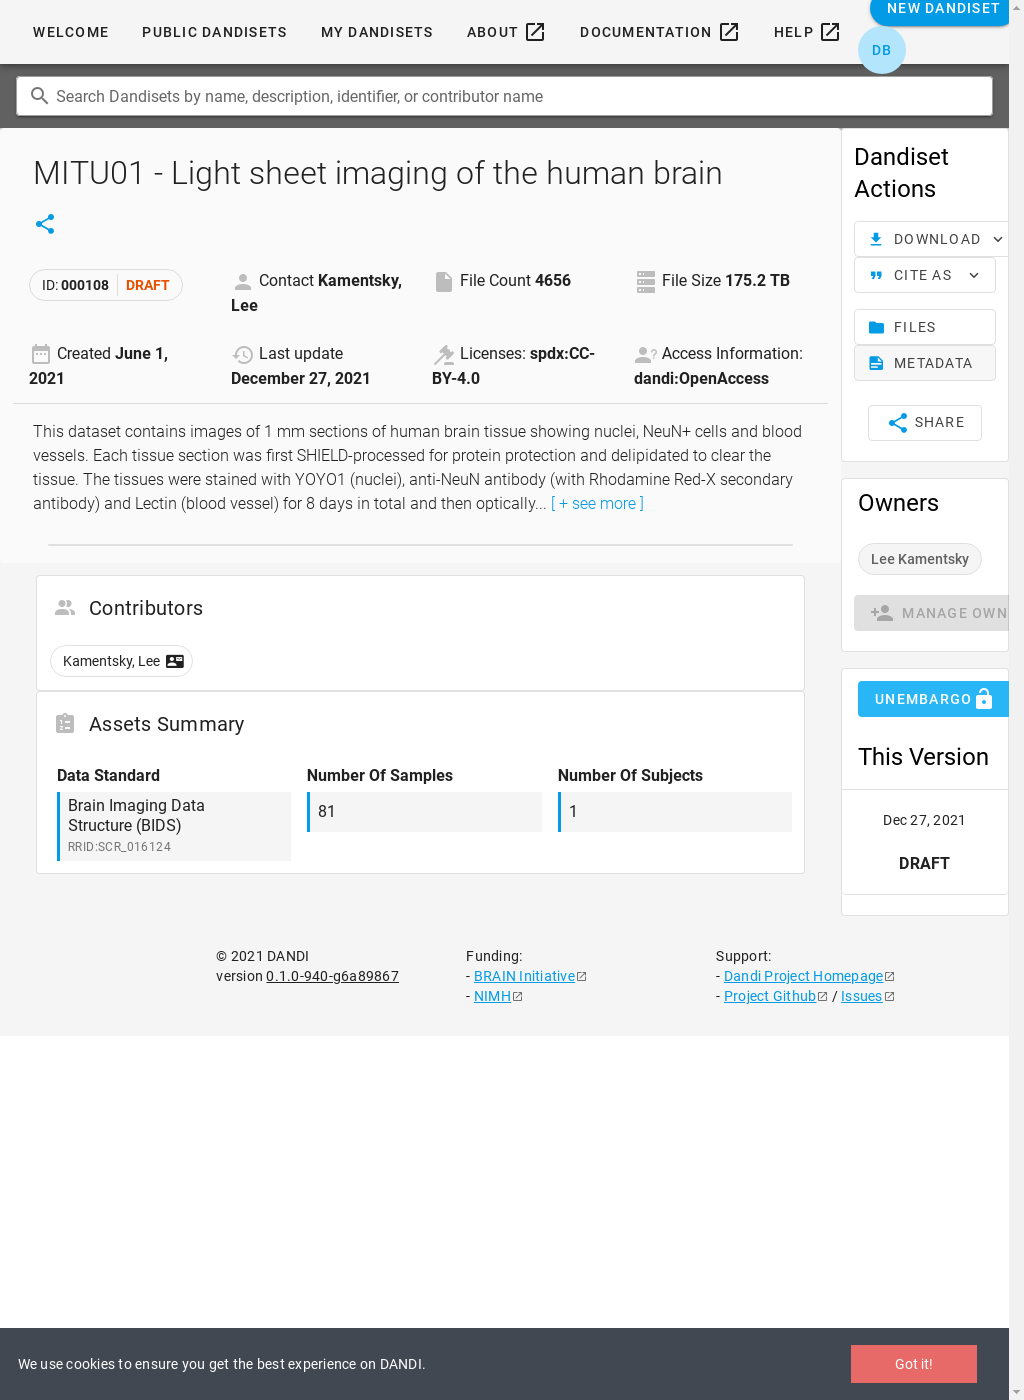 WELCOME
PUBLIC DANDISETS
MY DANDISETS
ABOUT
DOCUMENTATION
HELP
NEW DANDISET
DB
Search Dandisets by name, description, identifier, or contributor name
MITU01 - Light sheet imaging of the human brain
ID: 000108 DRAFT
Contact Kamentsky,
Lee
File Count 4656
File Size 175.2 TB
Created June 1,
2021
Last update
December 27, 2021
Licenses: spdx:CC-
BY-4.0
Access Information:
dandi:OpenAccess
This dataset contains images of 1 mm sections of human brain tissue showing nuclei, NeuN+ cells and blood
vessels. Each tissue section was first SHIELD-processed for protein protection and delipidated to clear the
tissue. The tissues were stained with YOYO1 (nuclei), anti-NeuN antibody (with Rhodamine Red-X secondary
antibody) and Lectin (blood vessel) for 8 days in total and then optically... [ + see more ]
Contributors
Kamentsky, Lee
Assets Summary
Data Standard
Brain Imaging Data
Structure (BIDS)
RRID:SCR_016124
Number Of Samples
81
Number Of Subjects
1
Dandiset
Actions
DOWNLOAD
CITE AS
FILES
METADATA
SHARE
Owners
Lee Kamentsky
MANAGE OWN
UNEMBARGO
This Version
Dec 27, 2021
DRAFT
© 2021 DANDI
version 0.1.0-940-g6a89867
Funding:
- BRAIN Initiative
- NIMH
Support:
- Dandi Project Homepage
- Project Github / Issues
We use cookies to ensure you get the best experience on DANDI.
Got it!